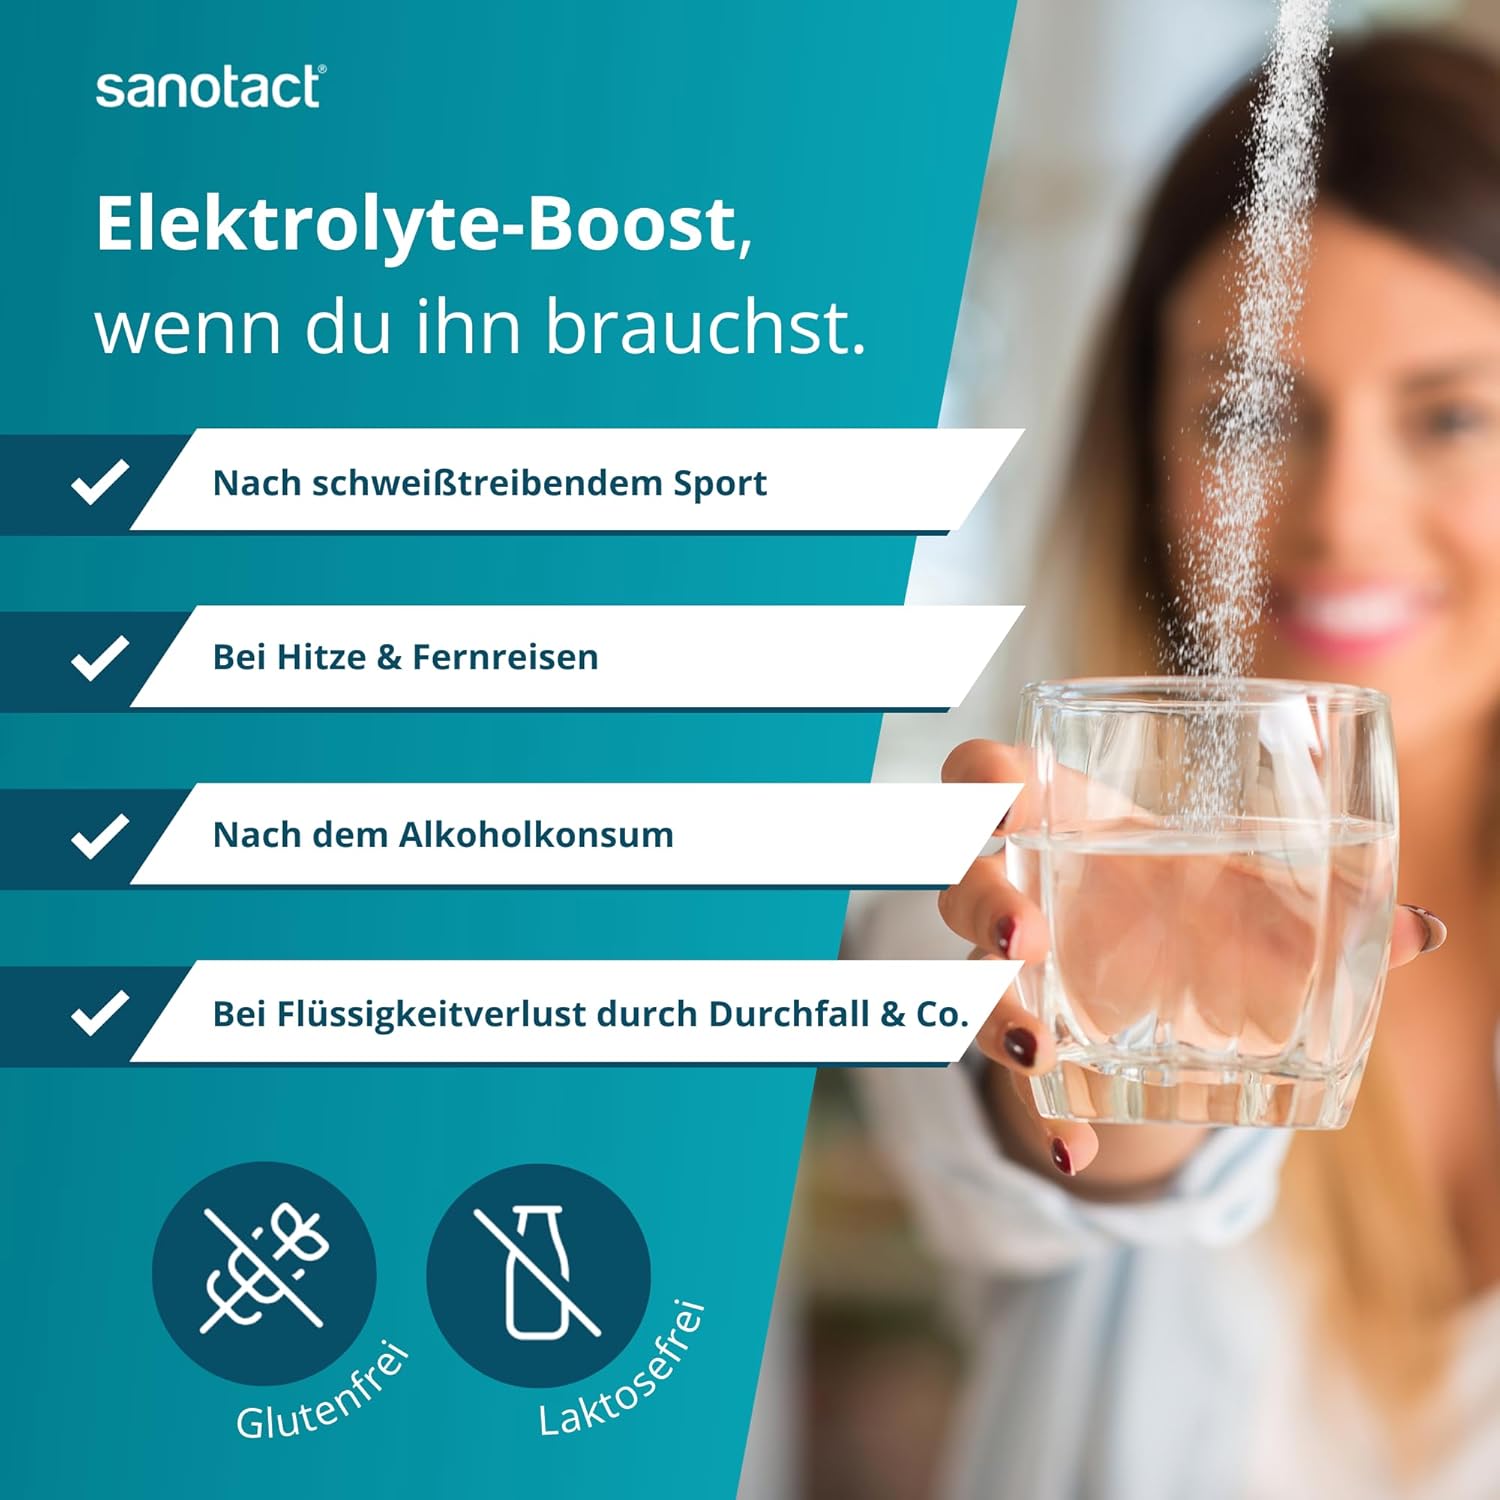 sanotact®
Elektrolyte-Boost,
wenn du ihn brauchst.
Nach schweißtreibendem Sport
Bei Hitze & Fernreisen
Nach dem Alkoholkonsum
Bei Flüssigkeitverlust durch Durchfall & Co.
Glutenfrei
Laktosefrei